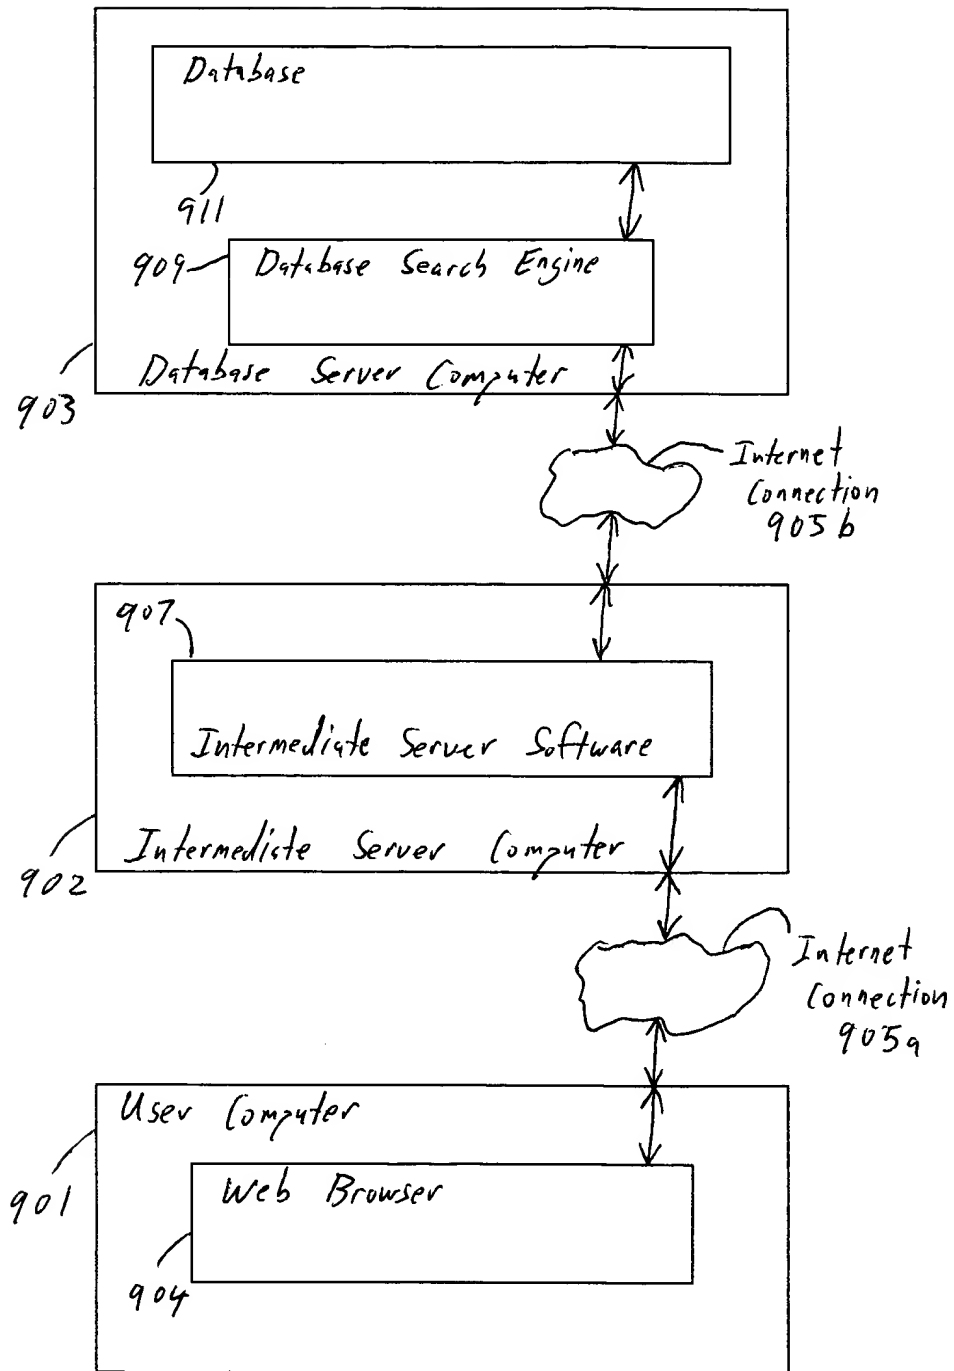 Database
911
909
Database Search Engine
Database Server Computer
903
Internet
Connection
905b
907
Intermediate Server Software
Intermediate Server Computer
902
Internet
Connection
905a
User Computer
901
Web Browser
904